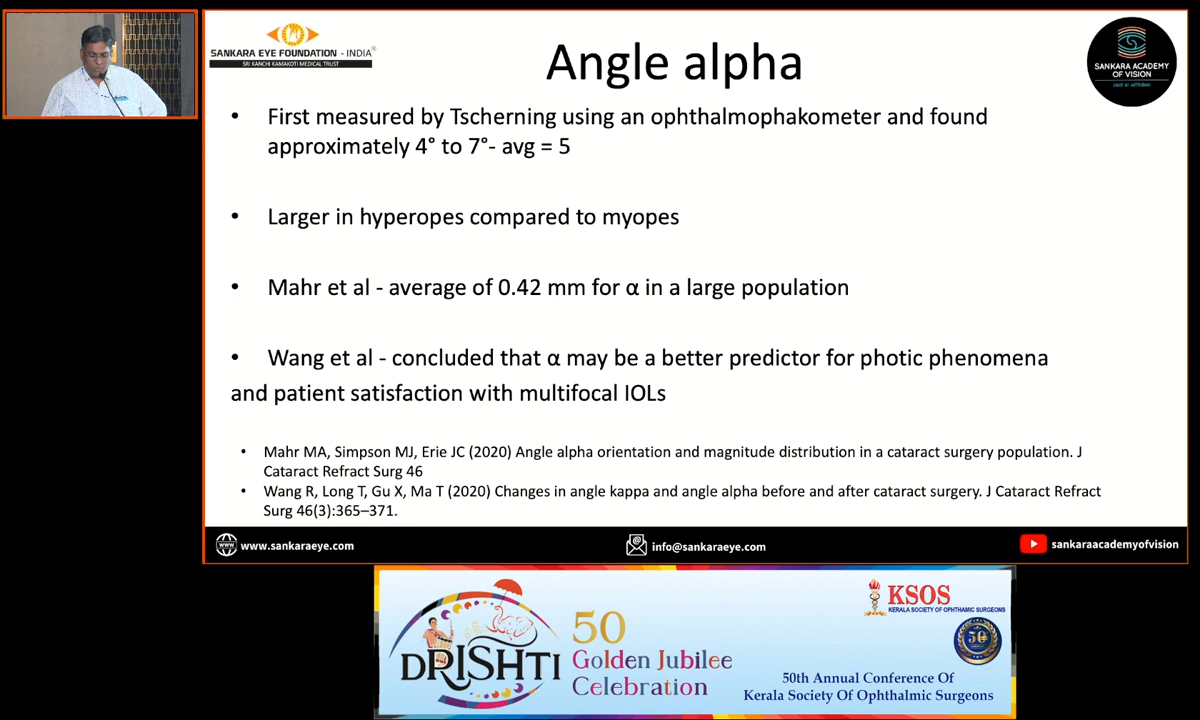 SANKARA EYE FOUNDATION - INDIA®
SRI KANCHI KAMAKOTI MEDICAL TRUST
Angle alpha
SANKARA ACADEMY
OF VISION
• First measured by Tscherning using an ophthalmophakometer and found
approximately 4° to 7°- avg = 5
• Larger in hyperopes compared to myopes
• Mahr et al - average of 0.42 mm for α in a large population
• Wang et al - concluded that α may be a better predictor for photic phenomena
and patient satisfaction with multifocal IOLs
• Mahr MA, Simpson MJ, Erie JC (2020) Angle alpha orientation and magnitude distribution in a cataract surgery population. J
Cataract Refract Surg 46
• Wang R, Long T, Gu X, Ma T (2020) Changes in angle kappa and angle alpha before and after cataract surgery. J Cataract Refract
Surg 46(3):365–371.
www.sankaraeye.com
info@sankaraeye.com
sankaraacademyofvision
DRISHTI
50
Golden Jubilee
Celebration
KSOS
KERALA SOCIETY OF OPHTHAMIC SURGEONS
50
50th Annual Conference Of
Kerala Society Of Ophthalmic Surgeons